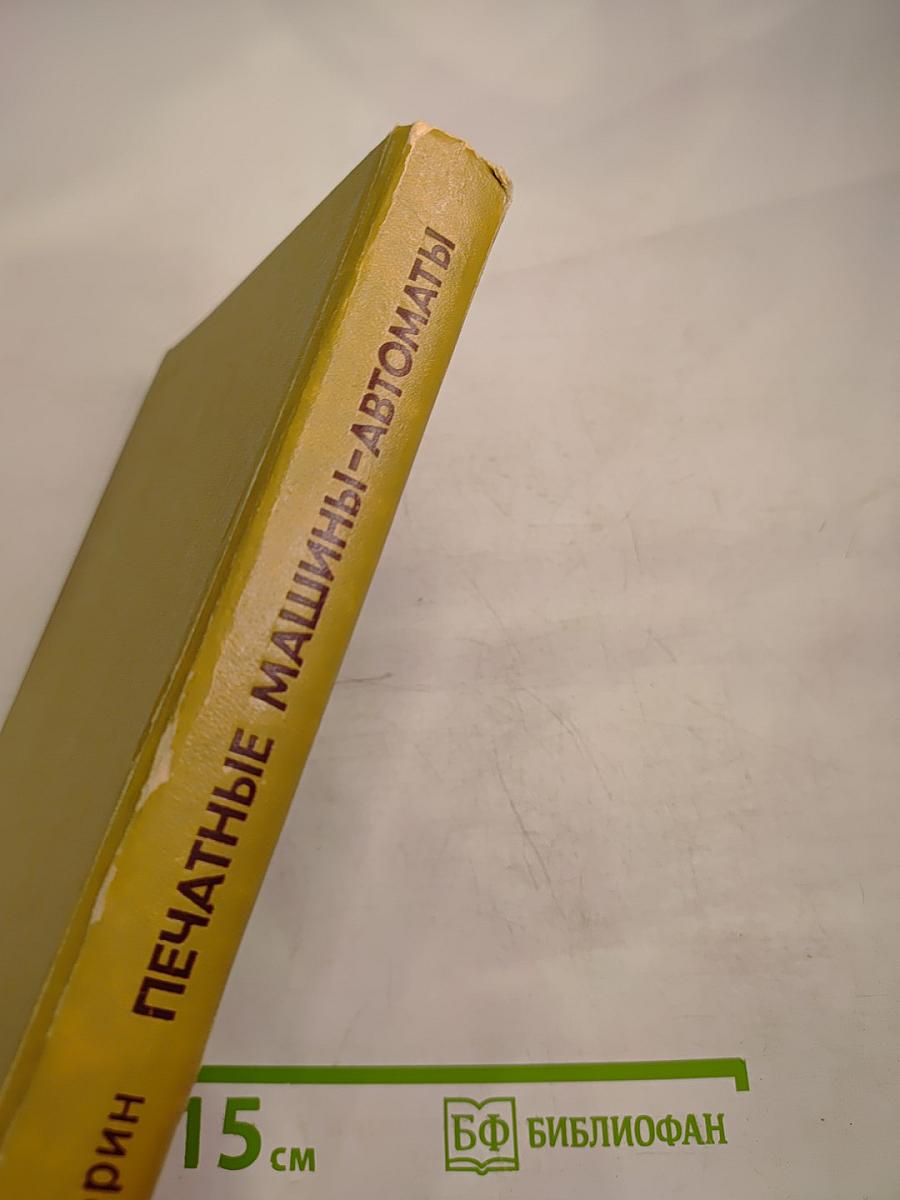 рин ПЕЧАТНЫЕ МАШИНЫ-АВТОМАТЫ
15 см
БФ БИБЛИОФАН